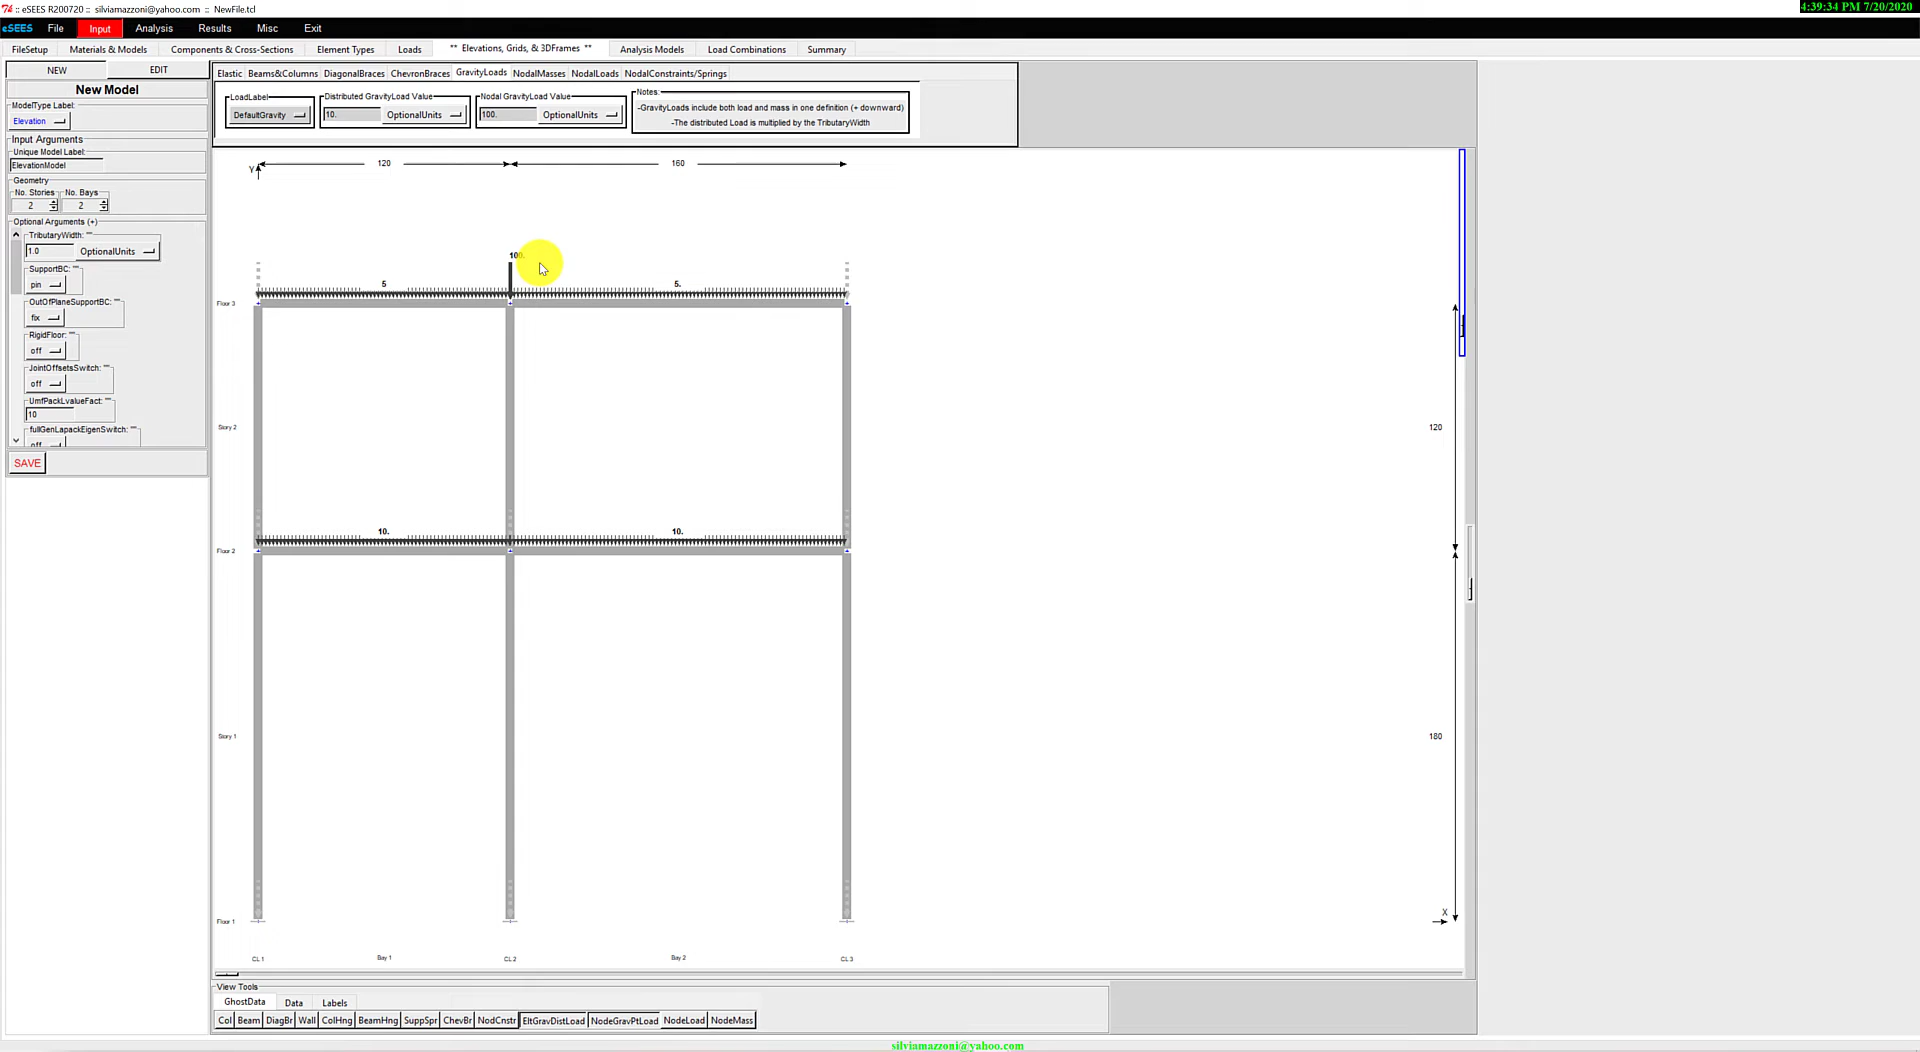 :: eSEES R200720 :: silviamazzoni@yahoo.com :: NewFile.tcl
4:39:34 PM 7/20/2020
eSEES File Input Analysis Results Misc Exit
FileSetup Materials & Models Components & Cross-Sections Element Types Loads ** Elevations, Grids, & 3DFrames ** Analysis Models Load Combinations Summary
NEW EDIT
New Model
ModelType Label:
Elevation
Input Arguments
Unique Model Label:
ElevationModel
Geometry
No. Stories No. Bays
2 2
Optional Arguments (+)
TributaryWidth: ""
1.0 OptionalUnits
SupportBC: ""
pin
OutOfPlaneSupportBC: ""
fix
RigidFloor: ""
off
JointOffsetsSwitch: ""
off
UmfPackLvalueFact: ""
10
fullGenLapackEigenSwitch: ""
off
SAVE
Elastic Beams&Columns DiagonalBraces ChevronBraces GravityLoads NodalMasses NodalLoads NodalConstraints/Springs
LoadLabel
DefaultGravity
Distributed GravityLoad Value
10. OptionalUnits
Nodal GravityLoad Value
100. OptionalUnits
Notes:
-GravityLoads include both load and mass in one definition (+ downward)
-The distributed Load is multiplied by the TributaryWidth
120 160
Y
100.
5 5.
Floor 3
120
Story 2
10. 10.
Floor 2
Story 1
180
X
Floor 1
CL 1 Bay 1 CL 2 Bay 2 CL 3
View Tools
GhostData Data Labels
Col Beam DiagBr Wall ColHng BeamHng SuppSpr ChevBr NodCnstr EltGravDistLoad NodeGravPtLoad NodeLoad NodeMass
silviamazzoni@yahoo.com